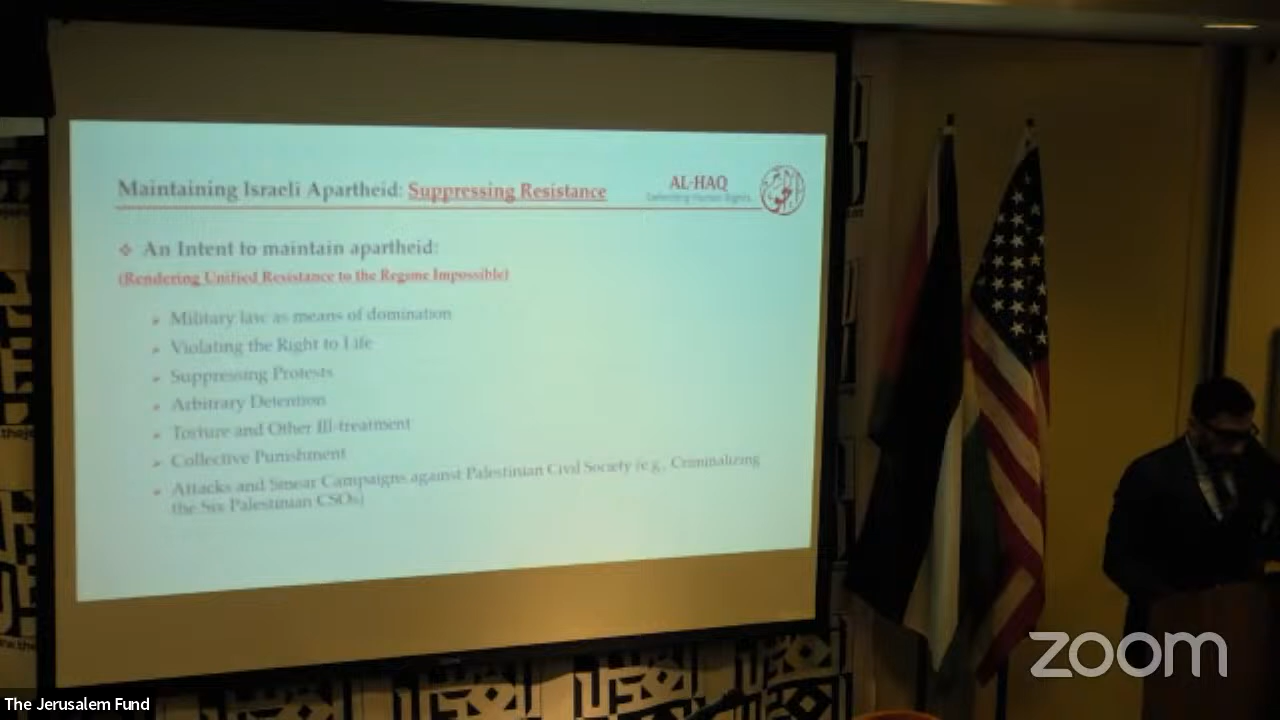 Maintaining Israeli Apartheid: Suppressing Resistance
AL-HAQ
Defending Human Rights
An Intent to maintain apartheid:
(Rendering Unified Resistance to the Regime Impossible)
Military law as means of domination
Violating the Right to Life
Suppressing Protests
Arbitrary Detention
Torture and Other Ill-treatment
Collective Punishment
Attacks and Smear Campaigns against Palestinian Civil Society (e.g., Criminalizing
the Six Palestinian CSOs)
zoom
The Jerusalem Fund